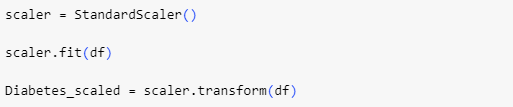 scaler = StandardScaler()
scaler.fit(df)
Diabetes_scaled = scaler.transform(df)